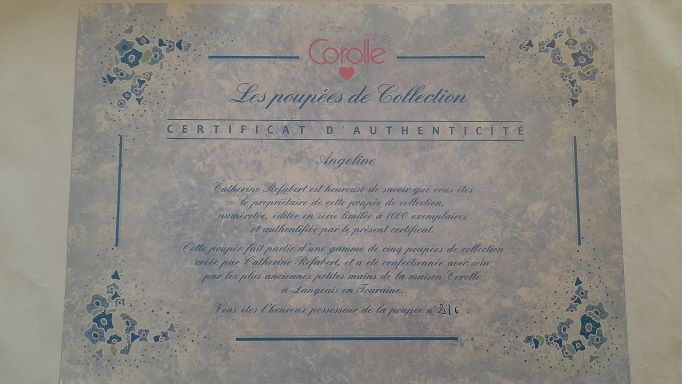 Corolle
Les poupées de Collection
CERTIFICAT D'AUTHENTICITÉ
Angeline
Catherine Refabert est heureuse de savoir que vous êtes
le propriétaire de cette poupée de collection,
numérotée, éditée en série limitée à 1000 exemplaires
et authentifiée par le présent certificat.
Cette poupée fait partie d'une gamme de cinq poupées de collection
créée par Catherine Refabert, et a été confectionnée avec soin
par les plus anciennes petites mains de la maison Corolle
à Langeais en Touraine.
Vous êtes l'heureux possesseur de la poupée n°